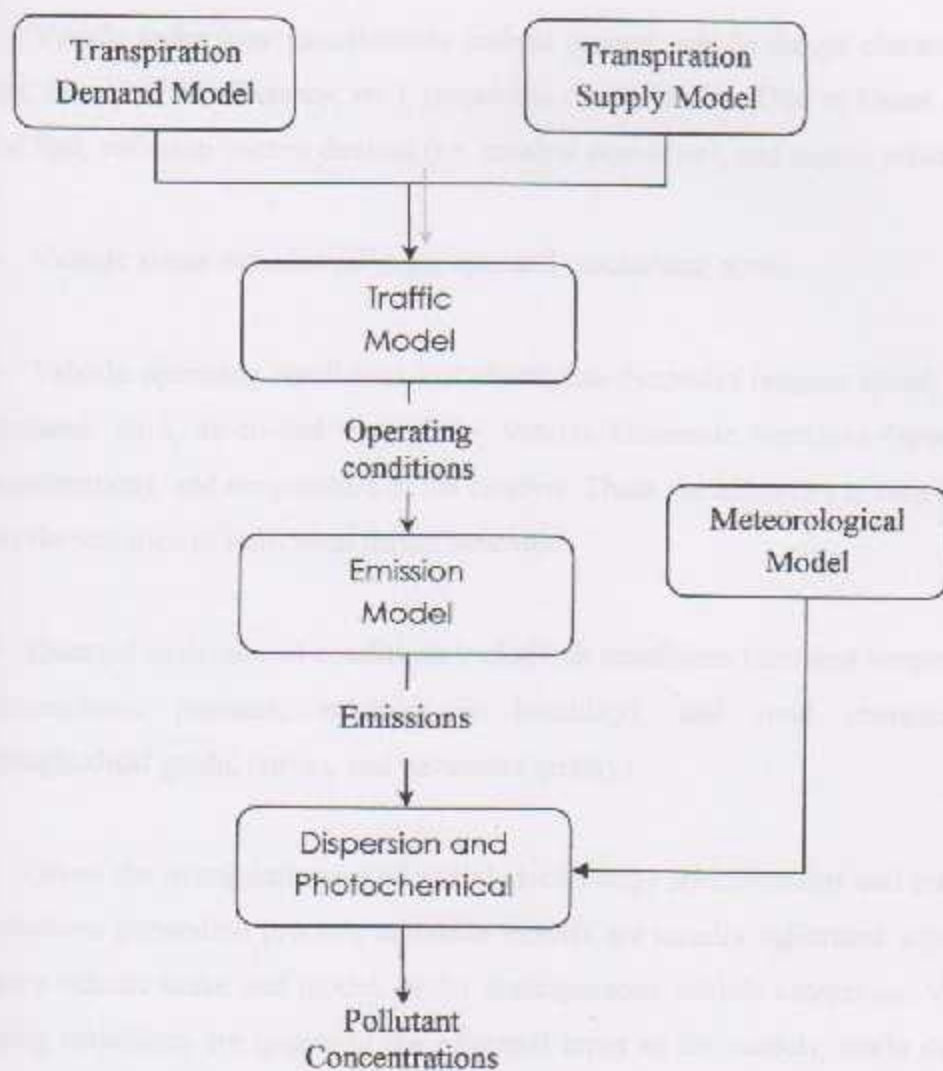 Transpiration
Demand Model
Transpiration
Supply Model
Traffic
Model
Operating
conditions
Meteorological
Model
Emission
Model
Emissions
Dispersion and
Photochemical
Pollutant
Concentrations